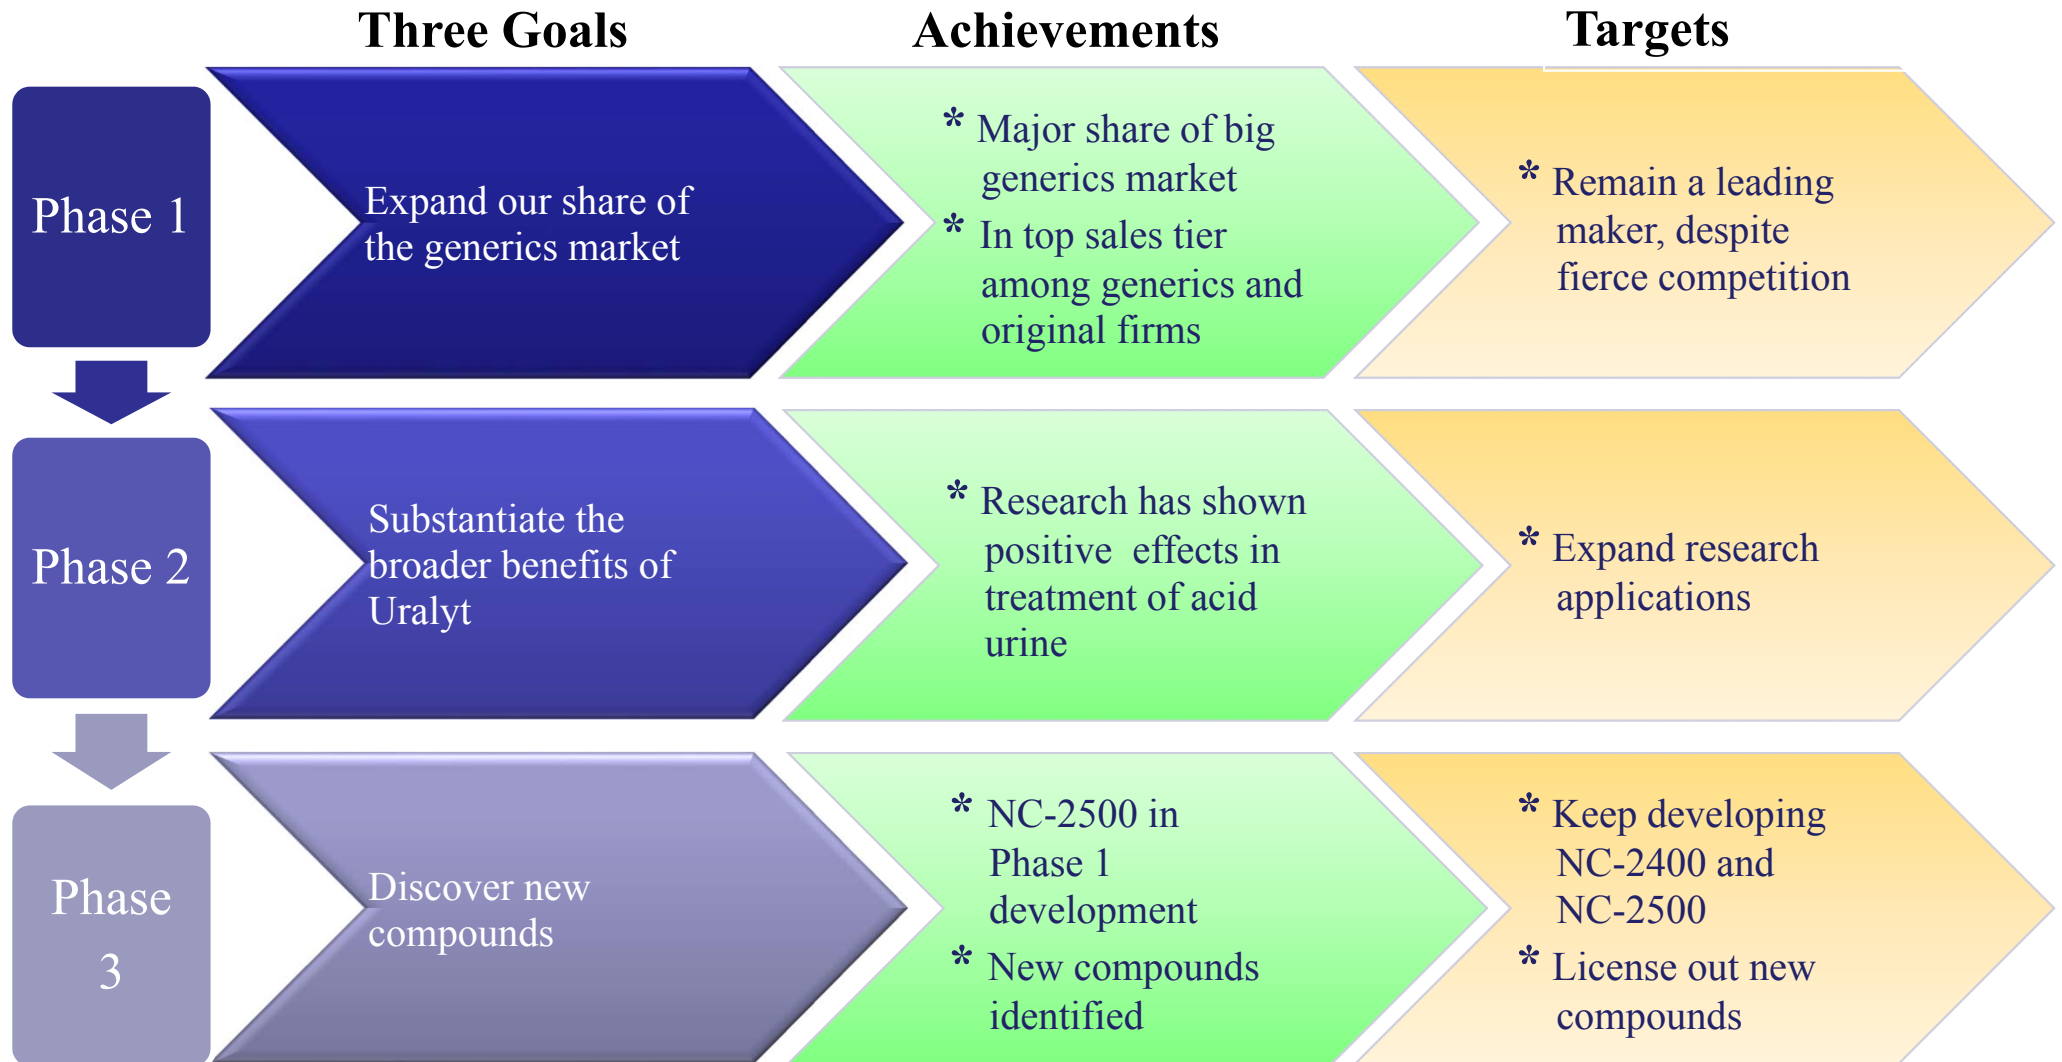 Three Goals
Achievements
Targets
Phase 1
Expand our share of
the generics market
* Major share of big
generics market
* In top sales tier
among generics and
original firms
* Remain a leading
maker, despite
fierce competition
Phase 2
Substantiate the
broader benefits of
Uralyt
* Research has shown
positive  effects in
treatment of acid
urine
* Expand research
applications
Phase
3
Discover new
compounds
* NC-2500 in
Phase 1
development
* New compounds
identified
* Keep developing
NC-2400 and
NC-2500
* License out new
compounds